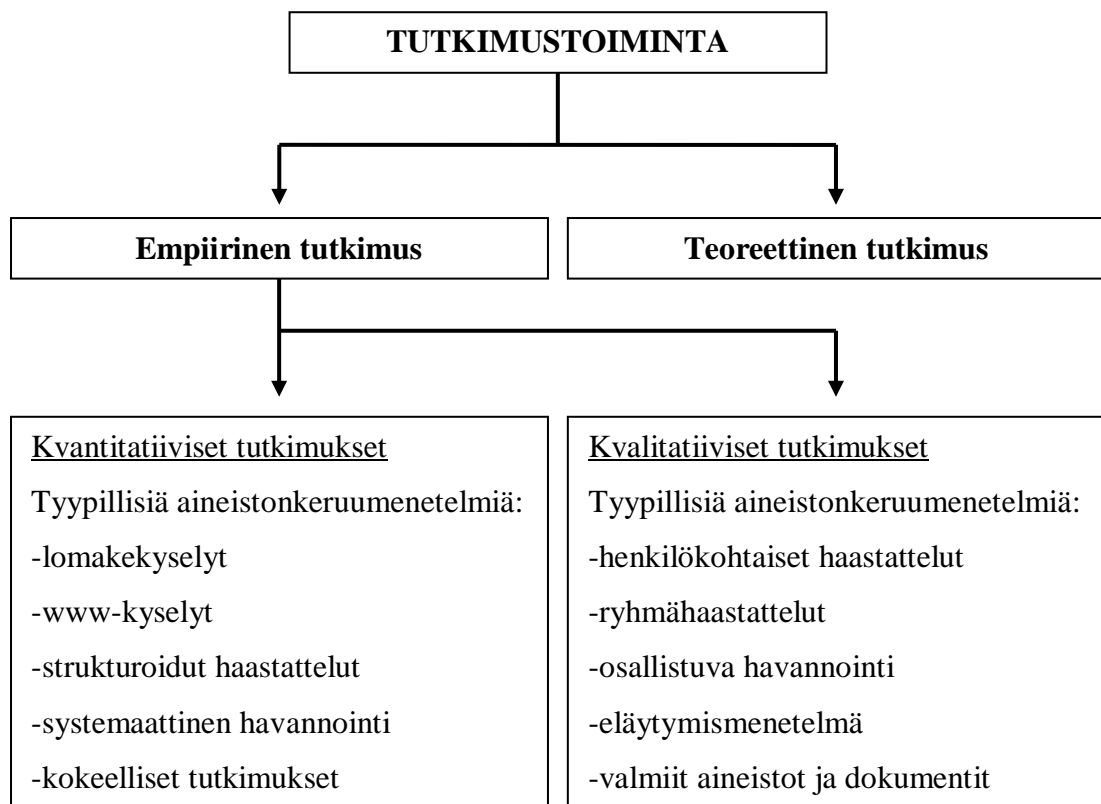 TUTKIMUSTOIMINTA
Empiirinen tutkimus
Teoreettinen tutkimus
Kvantitatiiviset tutkimukset
Tyypillisiä aineistonkeruumenetelmiä:
-lomakekyselyt
-www-kyselyt
-strukturoidut haastattelut
-systemaattinen havannointi
-kokeelliset tutkimukset
Kvalitatiiviset tutkimukset
Tyypillisiä aineistonkeruumenetelmiä:
-henkilökohtaiset haastattelut
-ryhmähaastattelut
-osallistuva havannointi
-eläytymismenetelmä
-valmiit aineistot ja dokumentit